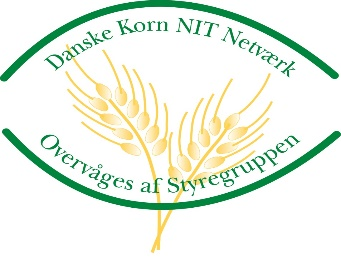 Danske Korn NIT Netværk
Overvåges af Styregruppen